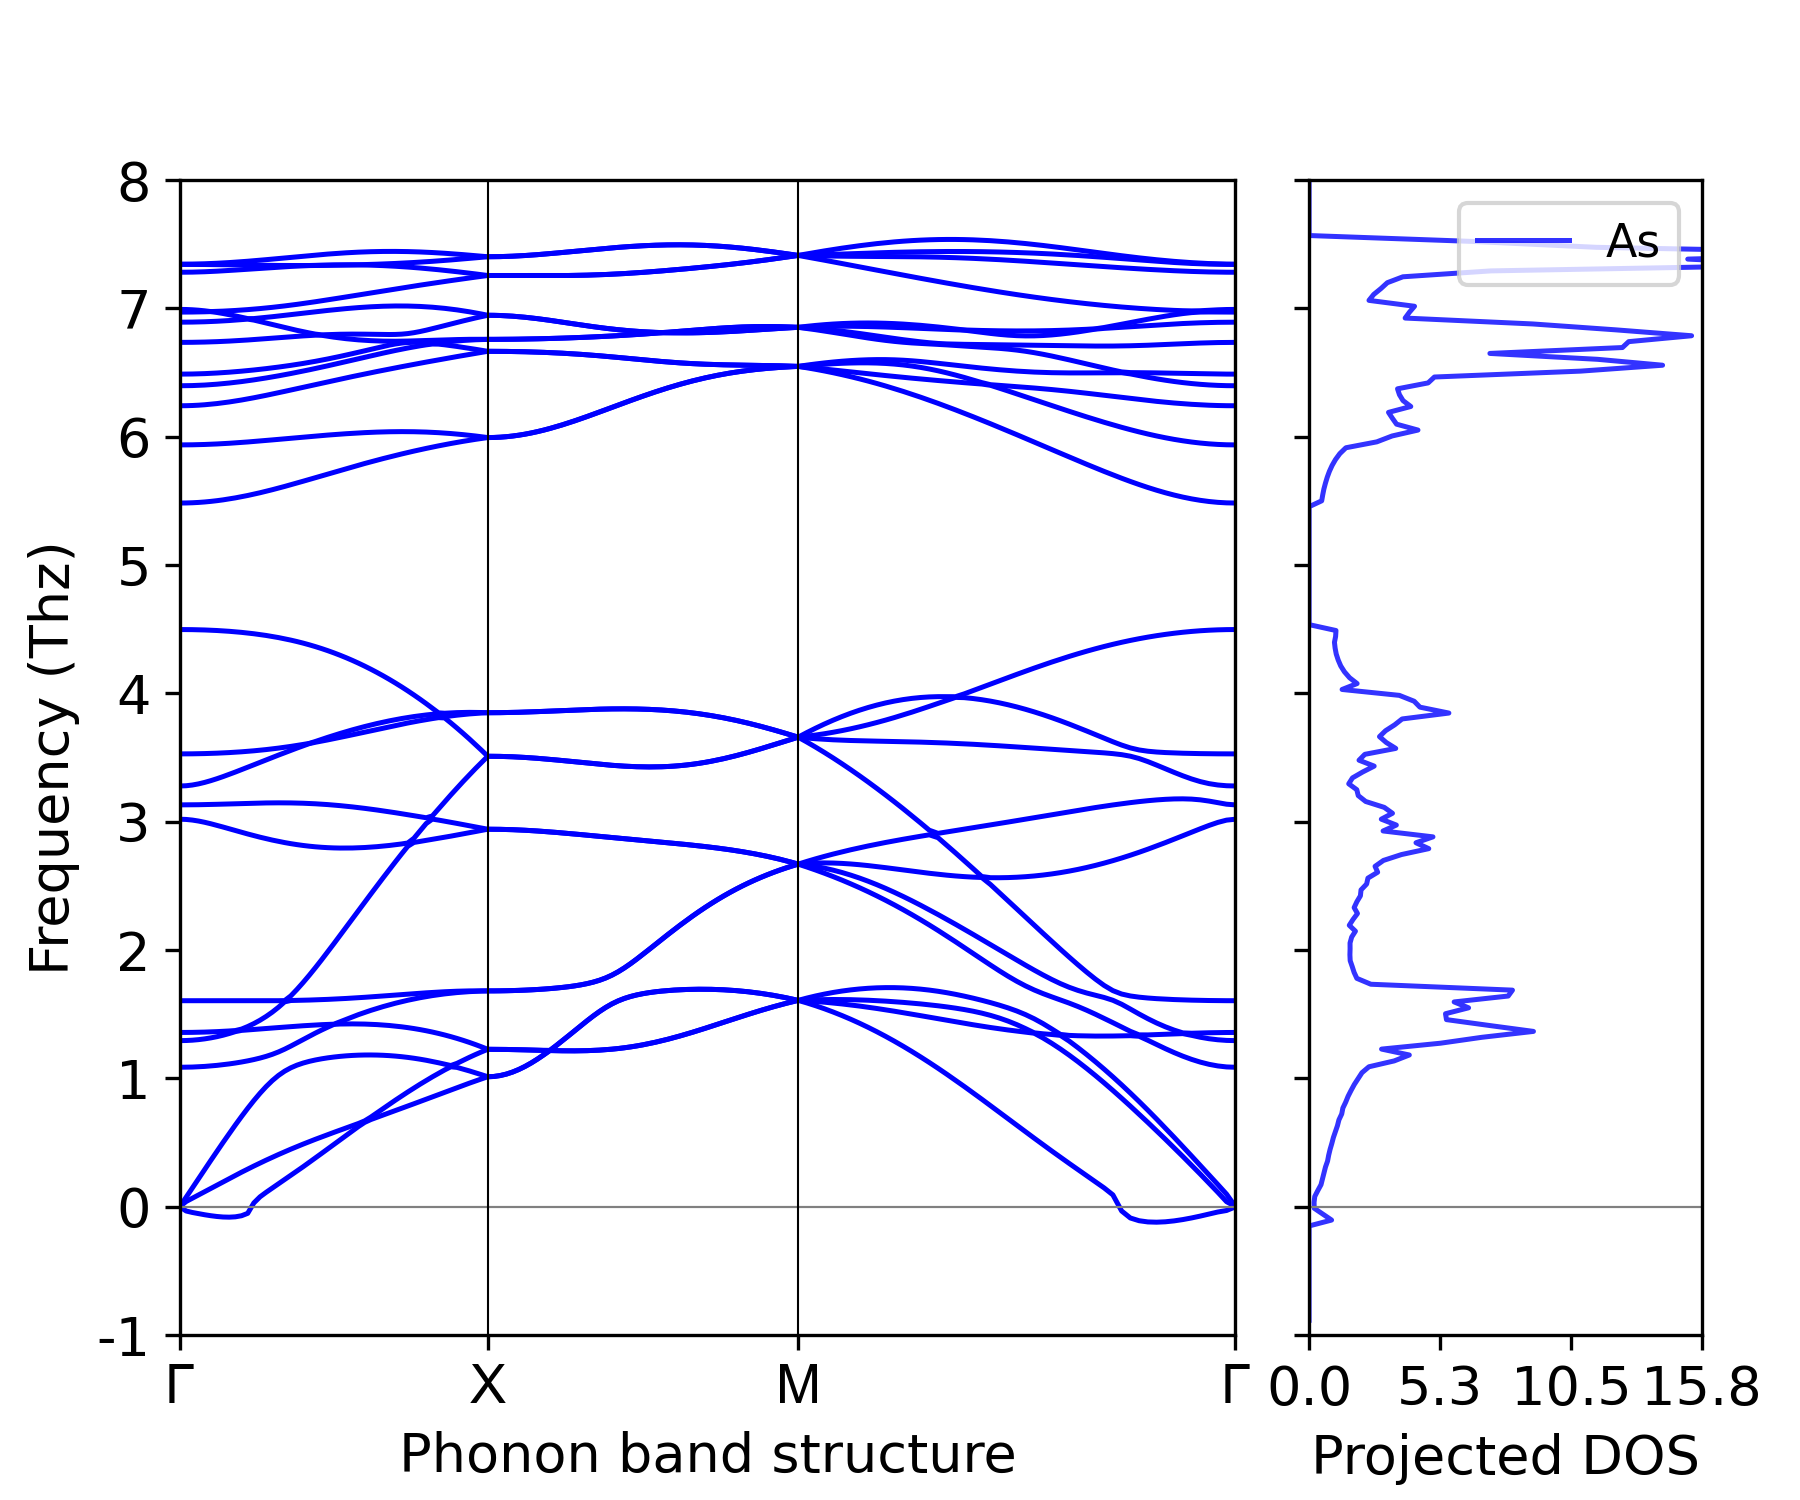 8
7
6
5
4
3
2
1
0
-1
Frequency (Thz)
Γ X M Γ
Phonon band structure
As
0.0 5.3 10.5 15.8
Projected DOS